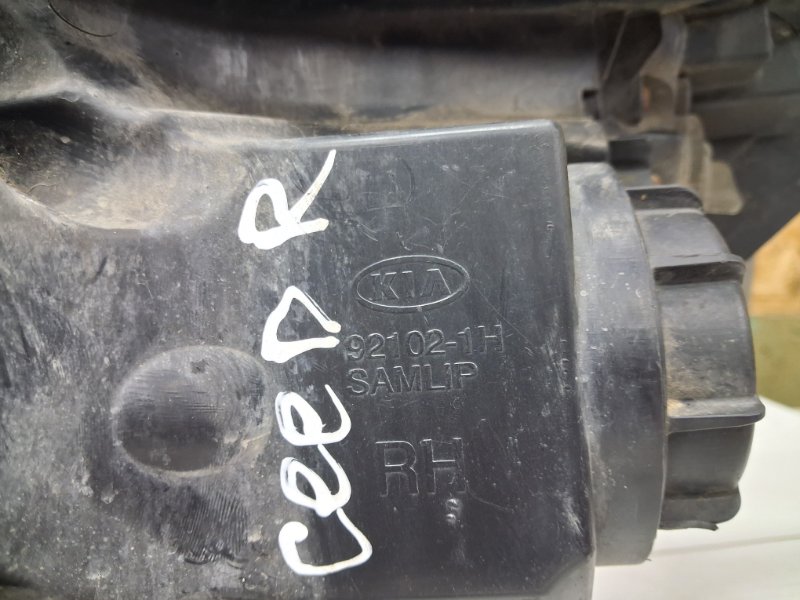 KIA
92102-1H
SAMLIP
RH
CEED R